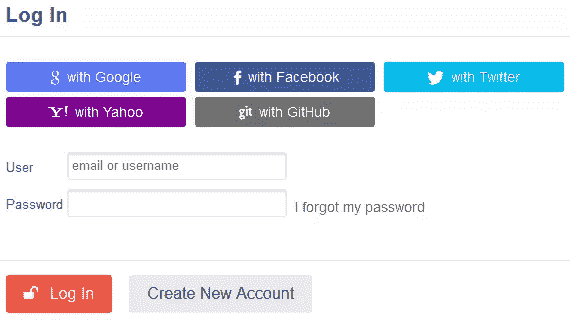 Log In
g with Google f with Facebook with Twitter
Y! with Yahoo git with GitHub
User email or username
Password I forgot my password
Log In Create New Account